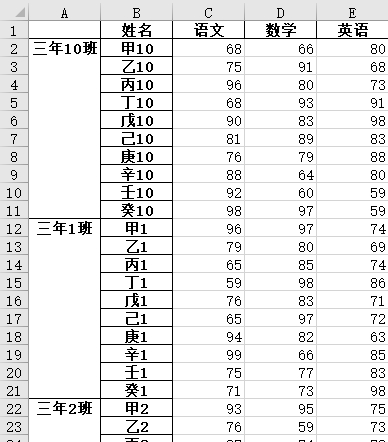 A B C D E
1 姓名 语文 数学 英语
2 三年10班 甲10 68 66 80
3 乙10 75 91 68
4 丙10 96 80 73
5 丁10 68 93 91
6 戊10 90 83 98
7 己10 81 89 83
8 庚10 76 79 88
9 辛10 88 64 80
10 壬10 92 60 59
11 癸10 98 97 59
12 三年1班 甲1 96 97 74
13 乙1 79 80 69
14 丙1 65 85 74
15 丁1 59 98 86
16 戊1 76 83 71
17 己1 65 97 72
18 庚1 94 82 63
19 辛1 99 66 85
20 壬1 75 77 83
21 癸1 71 73 98
22 三年2班 甲2 93 95 75
23 乙2 76 59 73